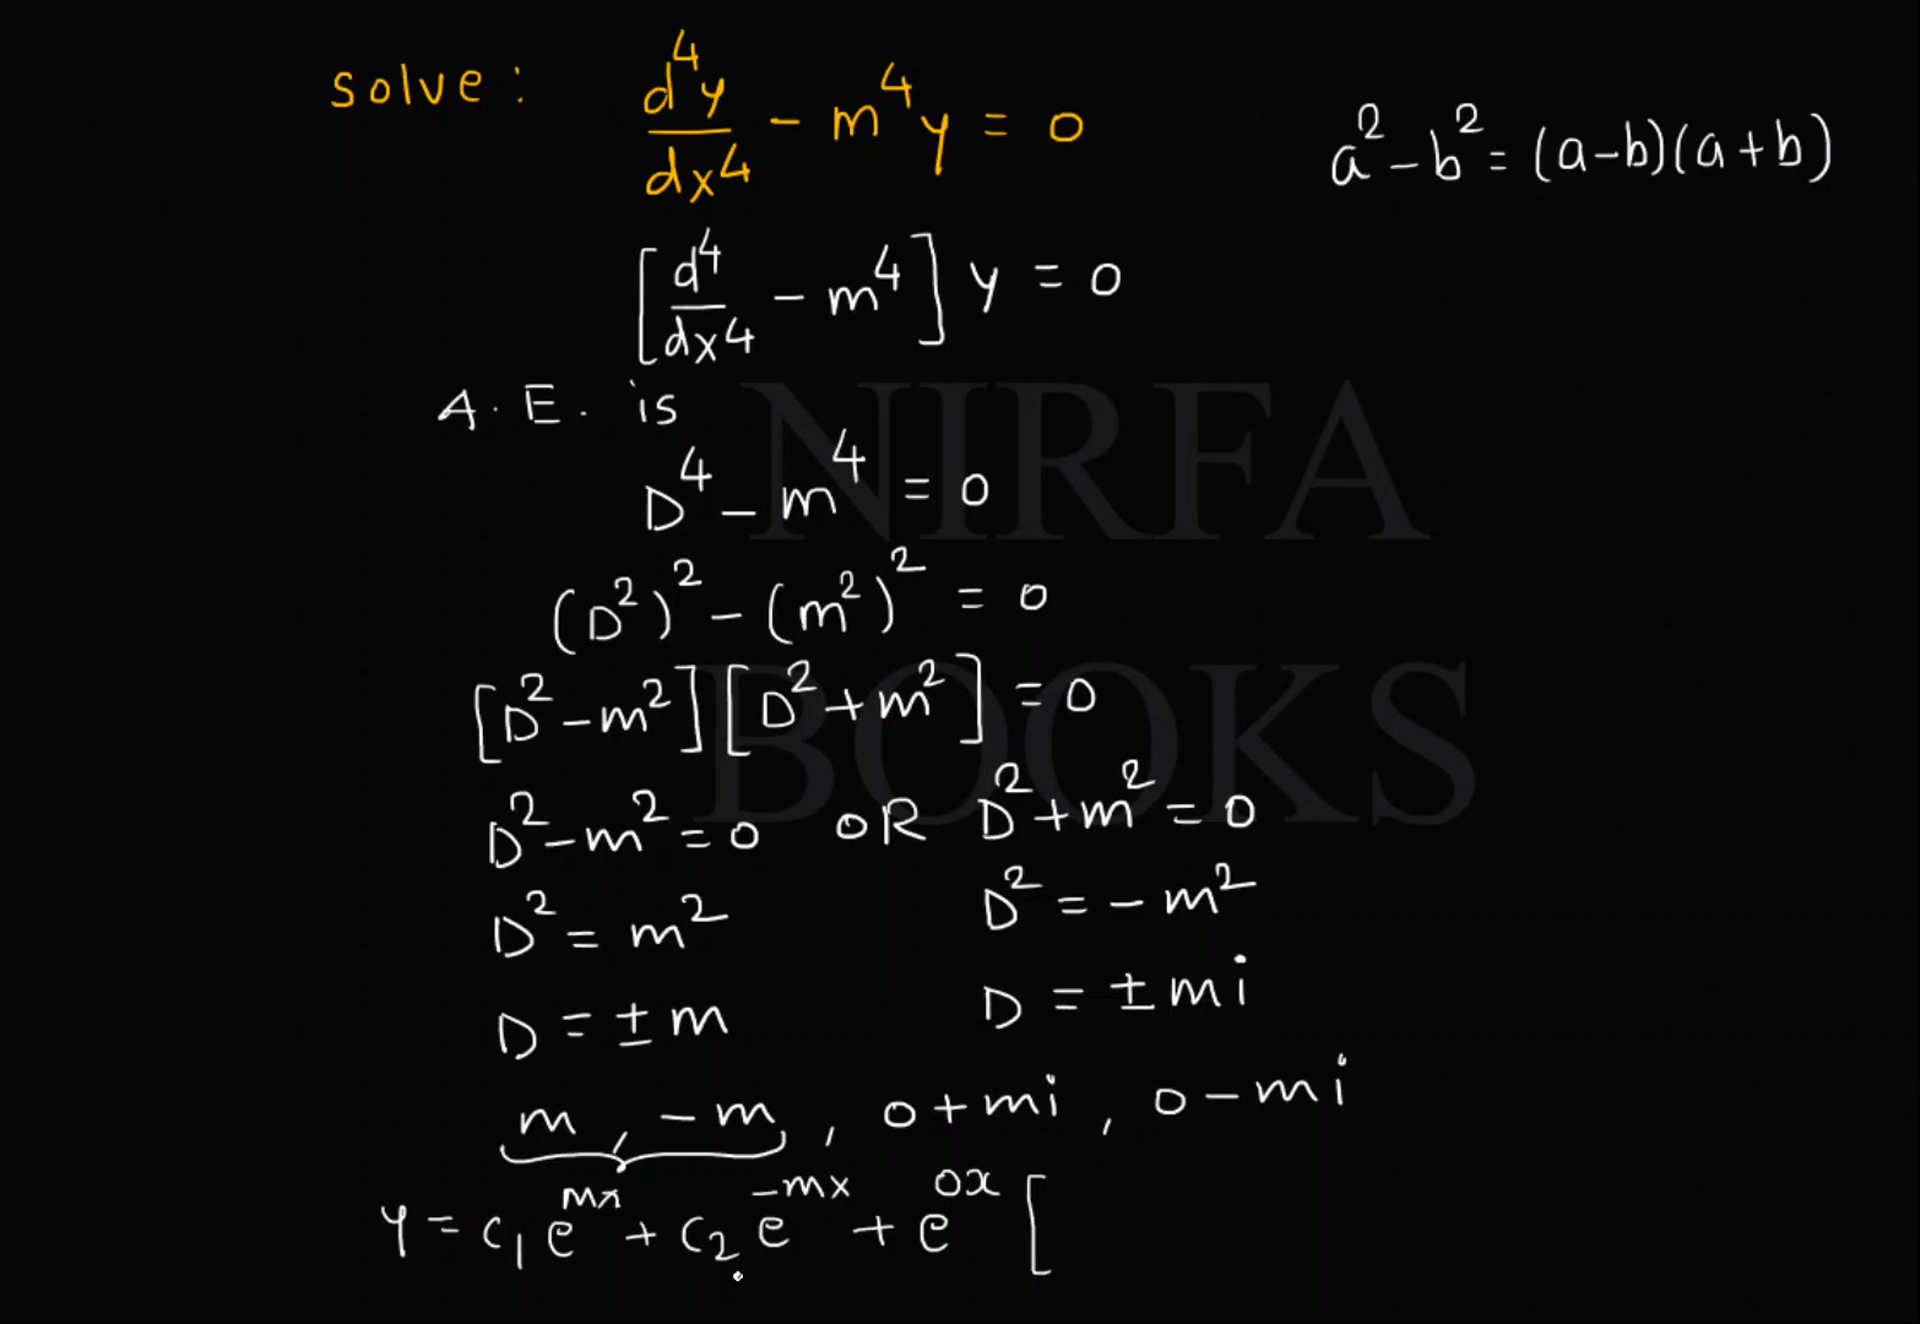 solve: d⁴y/dx⁴ - m⁴y = 0
a² - b² = (a-b)(a+b)
[d⁴/dx⁴ - m⁴] y = 0
A. E. is
D⁴ - m⁴ = 0
(D²)² - (m²)² = 0
[D² - m²][D² + m²] = 0
D² - m² = 0 OR D² + m² = 0
D² = m² D² = - m²
D = ± m D = ± mi
m, -m, 0+mi, 0-mi
y = c₁ e^mx + c₂ e^-mx + e^0x [
NIRFA
BOOKS